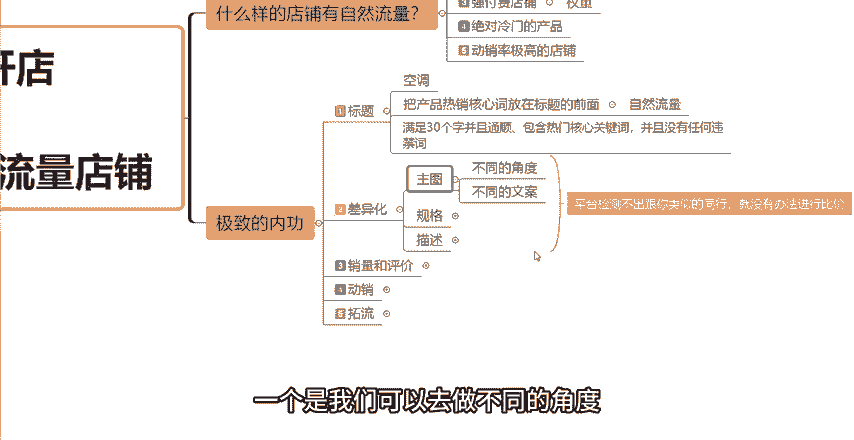 强付费店铺
权重
什么样的店铺有自然流量？
4 绝对冷门的产品
5 动销率极高的店铺
开店
流量店铺
空调
1 标题
把产品热销核心词放在标题的前面
自然流量
满足30个字并且通顺、包含热门核心关键词，并且没有任何违
禁词
主图
不同的角度
不同的文案
极致的内功
2 差异化
规格
描述
平台检测不出跟你类似的同行，就没有办法进行比价
3 销量和评价
4 动销
5 拓流
一个是我们可以去做不同的角度